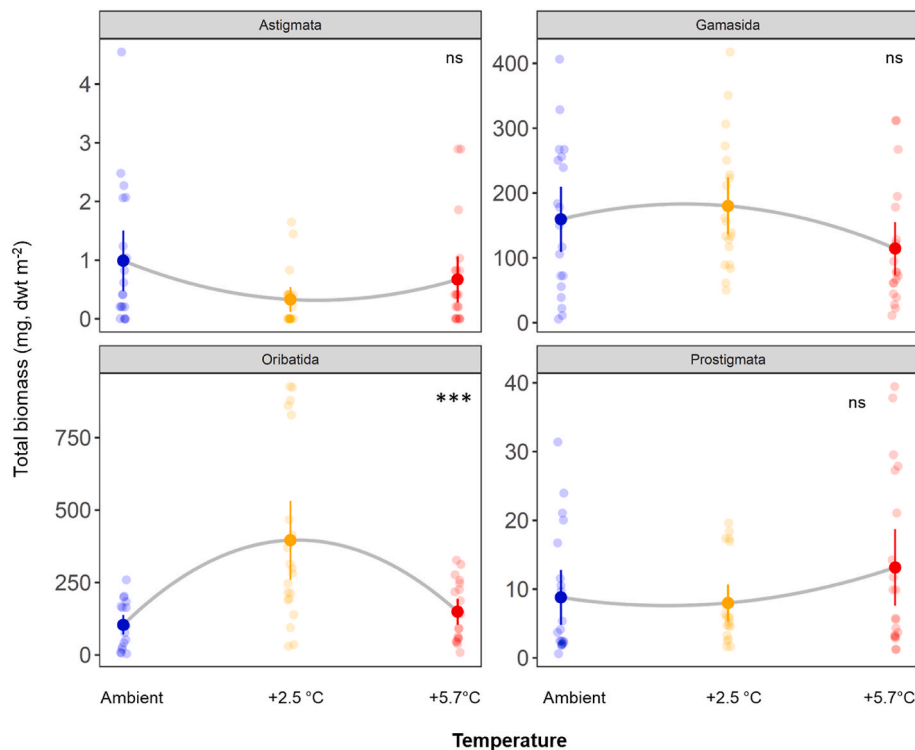 Astigmata
Gamasida
ns
ns
4
3
2
1
0
400
300
200
100
0
Total biomass (mg, dwt m⁻²)
Oribatida
Prostigmata
***
ns
750
500
250
0
40
30
20
10
0
Ambient +2.5 °C +5.7°C
Ambient +2.5 °C +5.7°C
Temperature